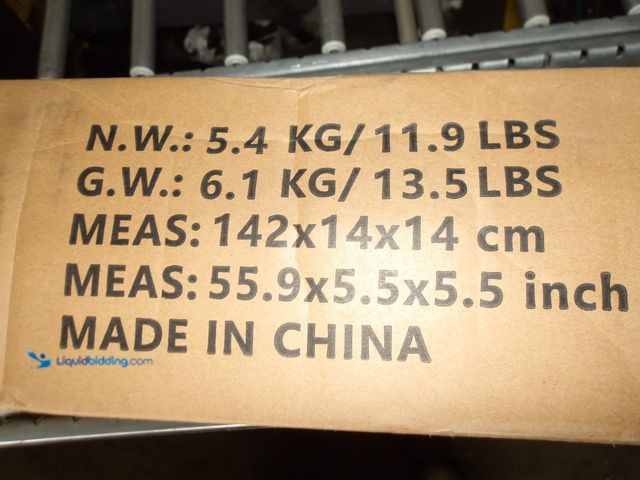 N.W.: 5.4 KG/11.9 LBS
G.W.: 6.1 KG/ 13.5 LBS
MEAS: 142x14x14 cm
MEAS: 55.9x5.5x5.5 inch
MADE IN CHINA
Liquidbidding.com